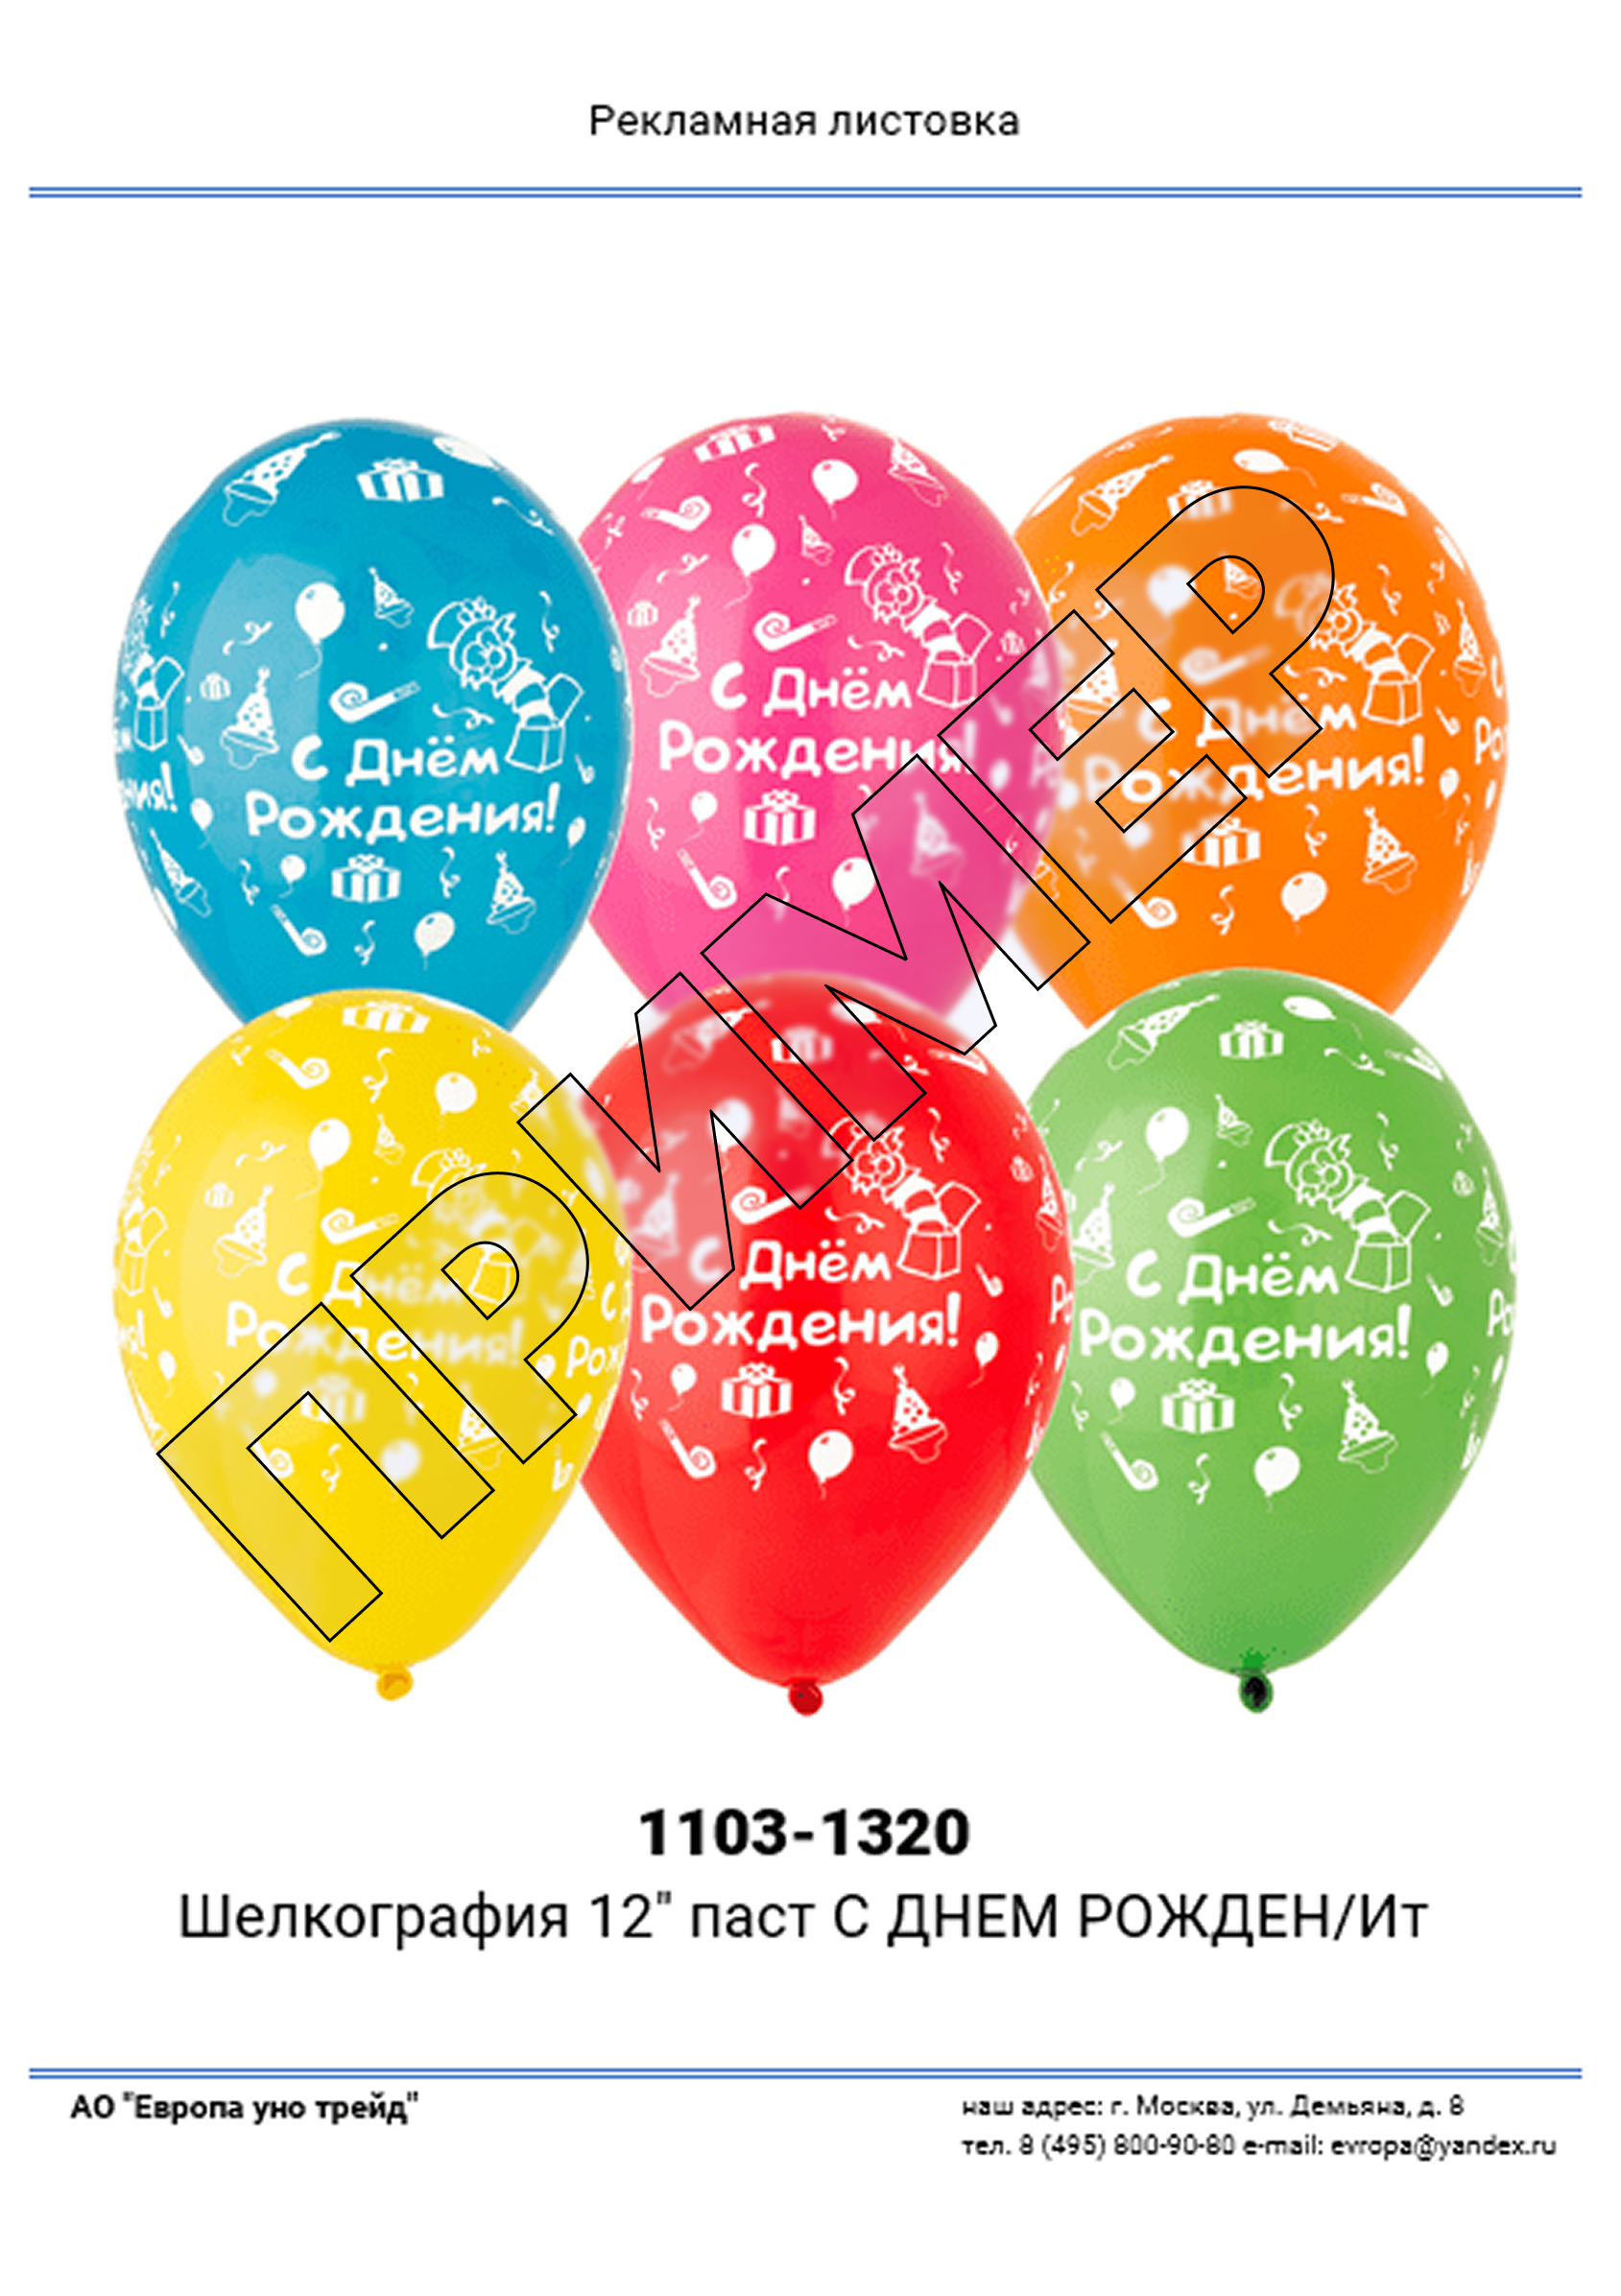 Рекламная листовка
С Днём
Рождения!
С Днём
Рождения!
С Днём
Рождения!
С Днём
Рождения!
С Днём
Рождения!
С Днём
Рождения!
ПРИМЕР
1103-1320
Шелкография 12" паст С ДНЕМ РОЖДЕН/Ит
АО "Европа уно трейд"
наш адрес: г. Москва, ул. Демьяна, д. 8
тел. 8 (495) 800-90-80 e-mail: evropa@yandex.ru